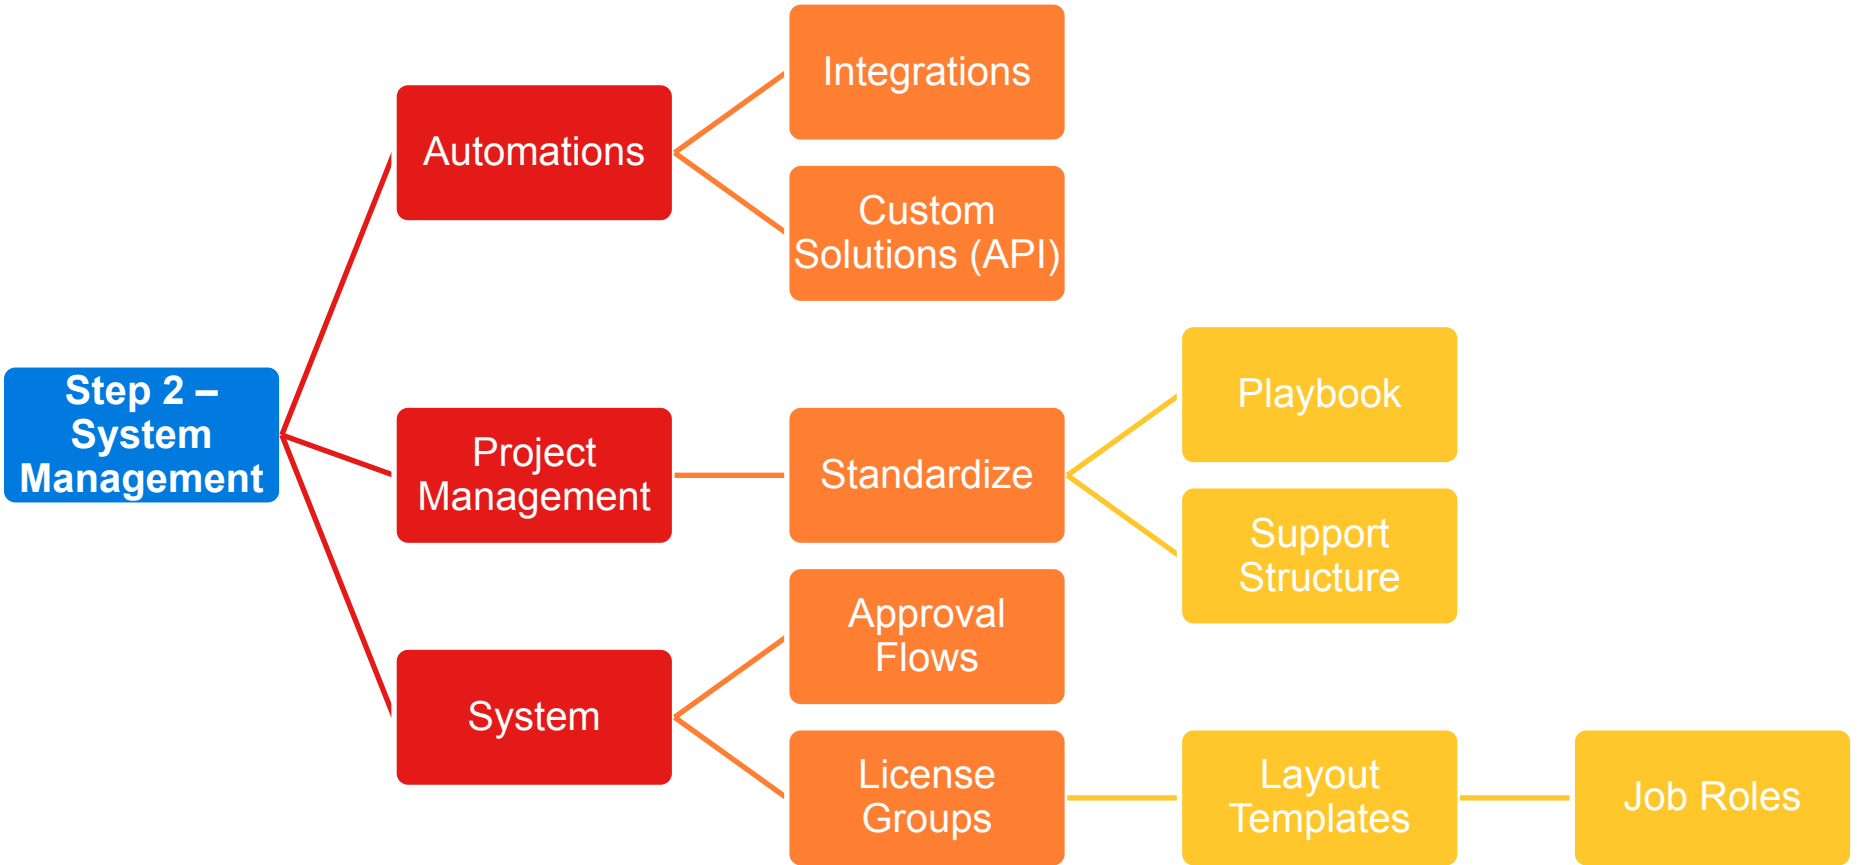 Integrations
Automations
Custom
Solutions (API)
Step 2 –
System
Management
Playbook
Project
Management
Standardize
Support
Structure
Approval
Flows
System
License
Groups
Layout
Templates
Job Roles